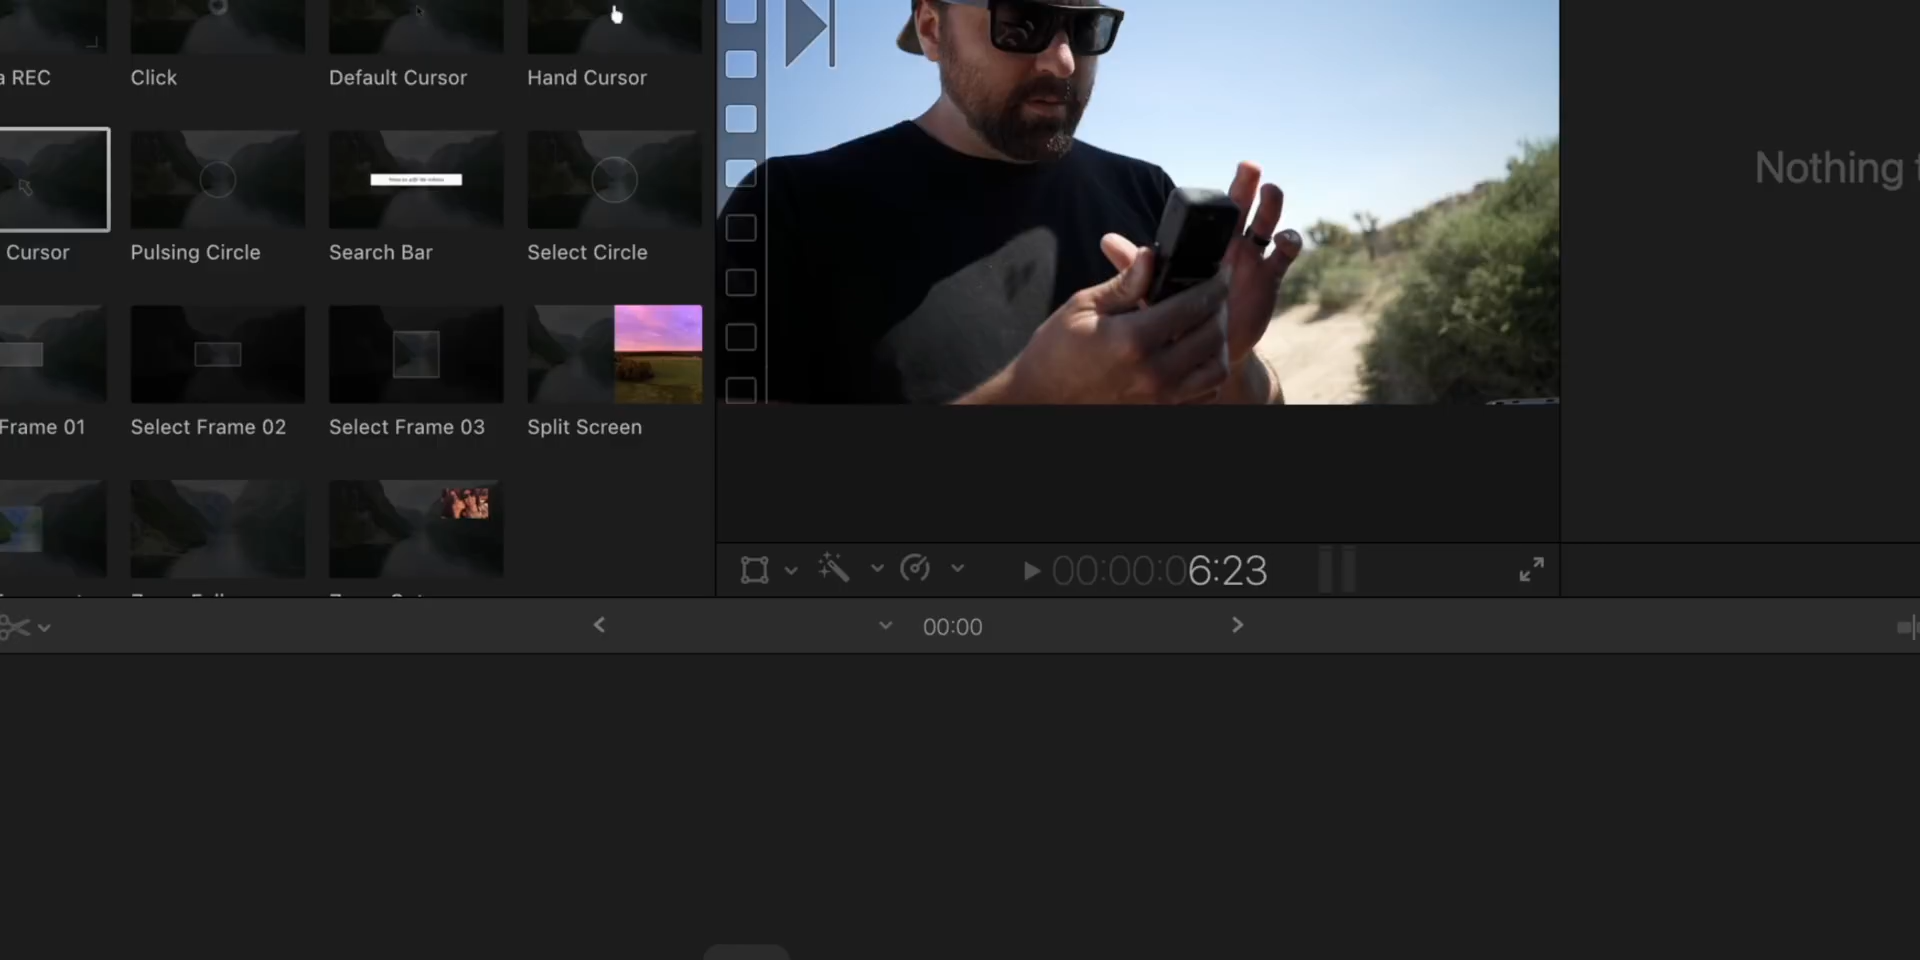 a REC
Click
Default Cursor
Hand Cursor
Cursor
Pulsing Circle
Search Bar
Select Circle
Frame 01
Select Frame 02
Select Frame 03
Split Screen
Nothing
00:00:06:23
00:00